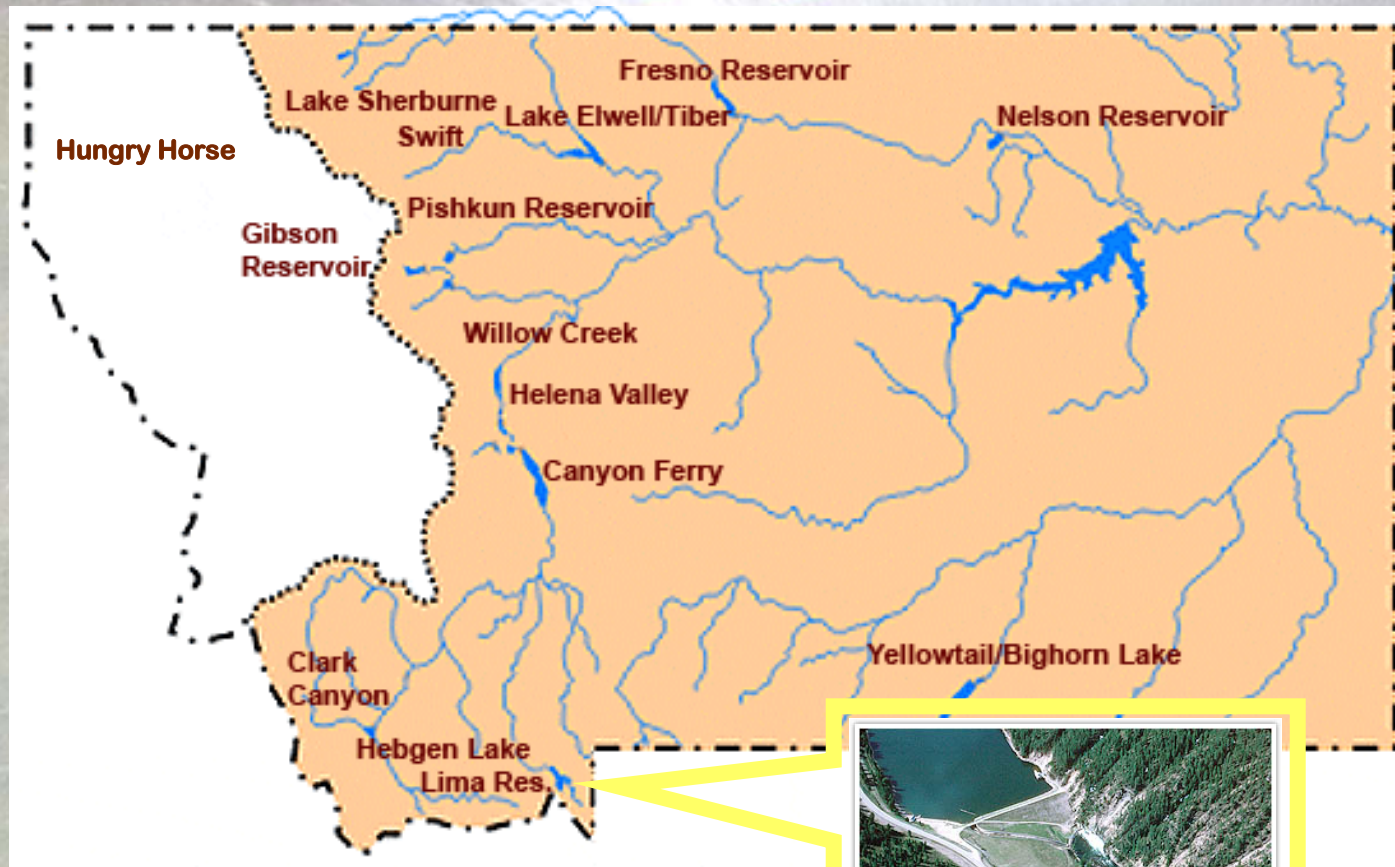 Fresno Reservoir
Lake Sherburne
Swift
Lake Elwell/Tiber
Nelson Reservoir
Hungry Horse
Pishkun Reservoir
Gibson
Reservoir
Willow Creek
Helena Valley
Canyon Ferry
Clark
Canyon
Yellowtail/Bighorn Lake
Hebgen Lake
Lima Res.